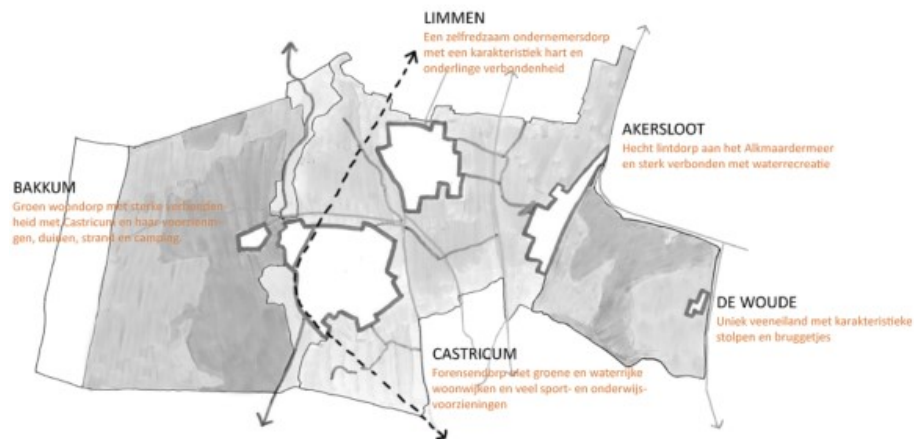 LIMMEN
Een zelfredzaam ondernemersdorp
met een karakteristiek hart en
onderlinge verbondenheid
AKERSLOOT
Hecht lintdorp aan het Alkmaardermeer
en sterk verbonden met waterrecreatie
BAKKUM
Groen woondorp met sterke verbonden-
heid met Castricum en haar voorzienin-
gen, duinen, strand en camping.
DE WOUDE
Uniek veeneiland met karakteristieke
stolpen en bruggetjes
CASTRICUM
Forensendorp met groene en waterrijke
woonwijken en veel sport- en onderwijs-
voorzieningen